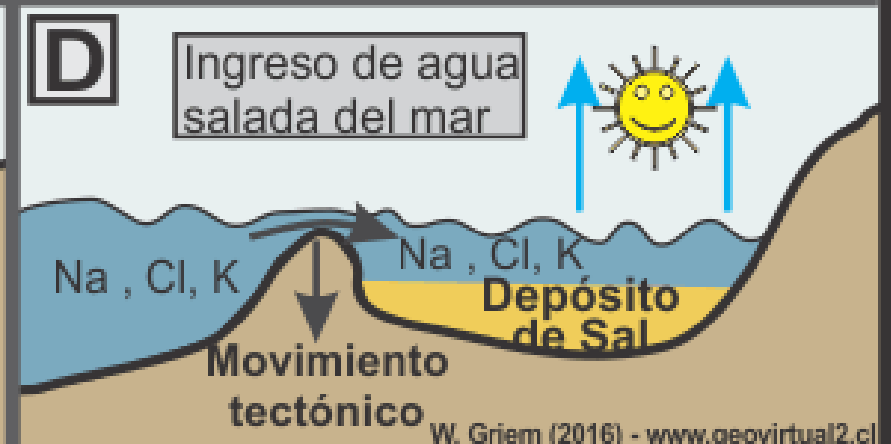 D
Ingreso de agua
salada del mar
Na , Cl, K
Na , Cl, K
Depósito
de Sal
Movimiento
tectónico
W. Griem (2016) - www.geovirtual2.cl